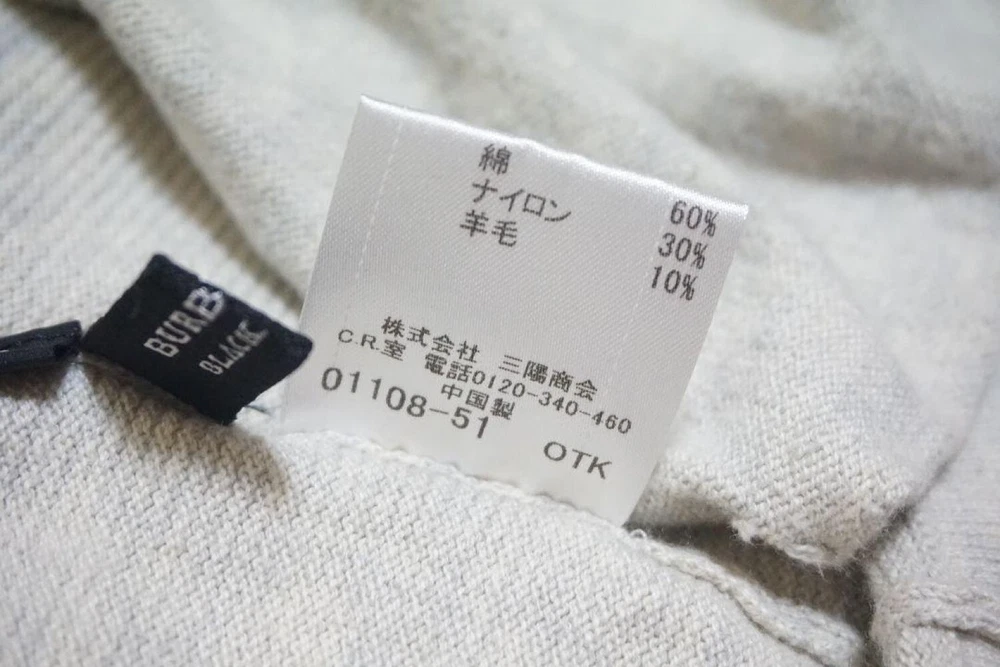 BURB
BLACK
綿 60%
ナイロン 30%
羊毛 10%
株式会社 三陽商会
C.R.室 電話0120-340-460
中国製
01108-51 OTK